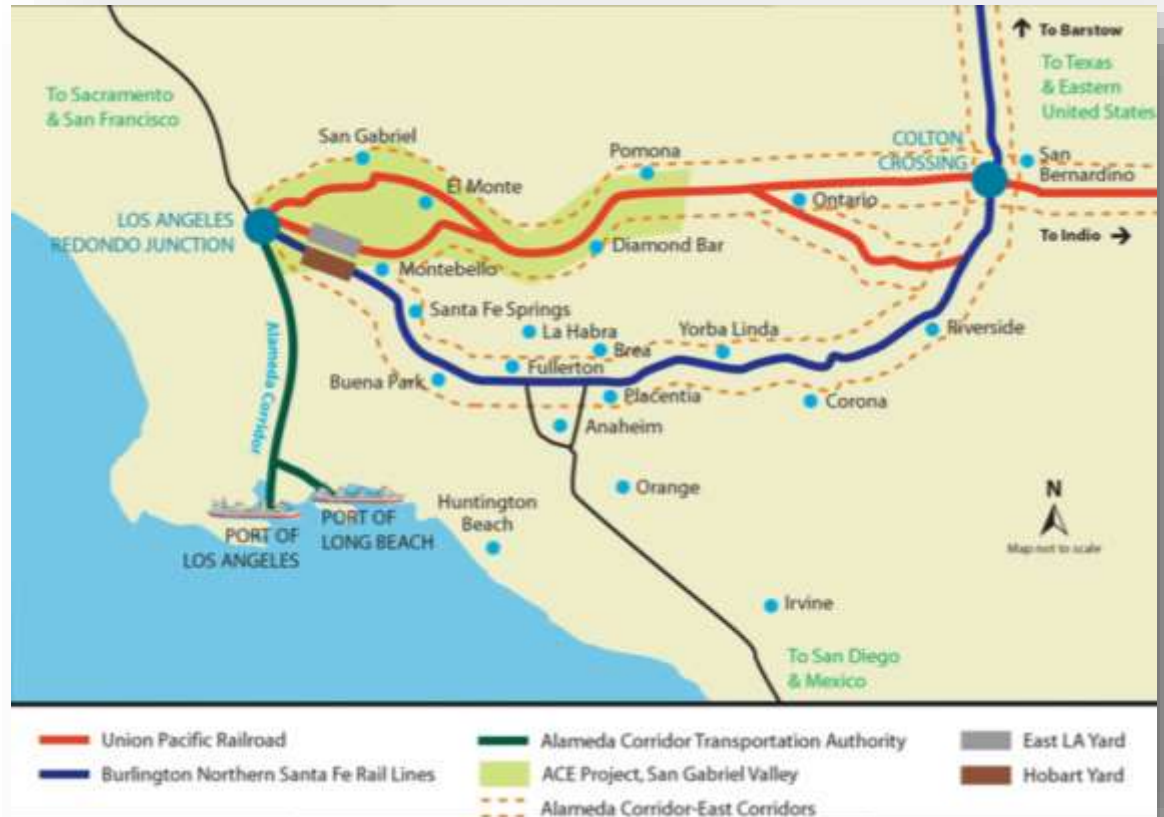 To Barstow
To Texas
& Eastern
United States
To Sacramento
& San Francisco
San Gabriel
Pomona
COLTON
CROSSING
San
Bernardino
El Monte
Ontario
LOS ANGELES
REDONDO JUNCTION
To Indio
Diamond Bar
Montebello
Santa Fe Springs
La Habra
Yorba Linda
Riverside
Brea
Fullerton
Buena Park
Placentia
Corona
Anaheim
Alameda Corridor
Orange
Huntington
Beach
PORT OF
LONG BEACH
PORT OF
LOS ANGELES
N
Map not to scale
Irvine
To San Diego
& Mexico
Union Pacific Railroad
Alameda Corridor Transportation Authority
East LA Yard
Burlington Northern Santa Fe Rail Lines
ACE Project, San Gabriel Valley
Hobart Yard
Alameda Corridor-East Corridors